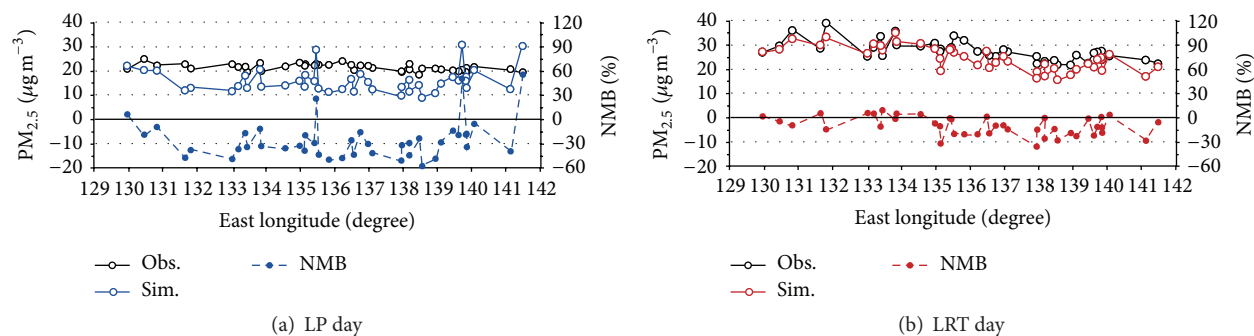 PM2.5 (μg m−3)
40
30
20
10
0
−10
−20
120
90
60
30
0
−30
−60
NMB (%)
129 130 131 132 133 134 135 136 137 138 139 140 141 142
East longitude (degree)
Obs.
NMB
Sim.
(a) LP day
PM2.5 (μg m−3)
40
30
20
10
0
−10
−20
120
90
60
30
0
−30
−60
NMB (%)
129 130 131 132 133 134 135 136 137 138 139 140 141 142
East longitude (degree)
Obs.
NMB
Sim.
(b) LRT day